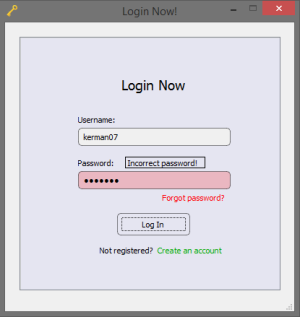 Login Now!
Login Now
Username:
kerman07
Password: Incorrect password!
•••••••
Forgot password?
Log In
Not registered? Create an account